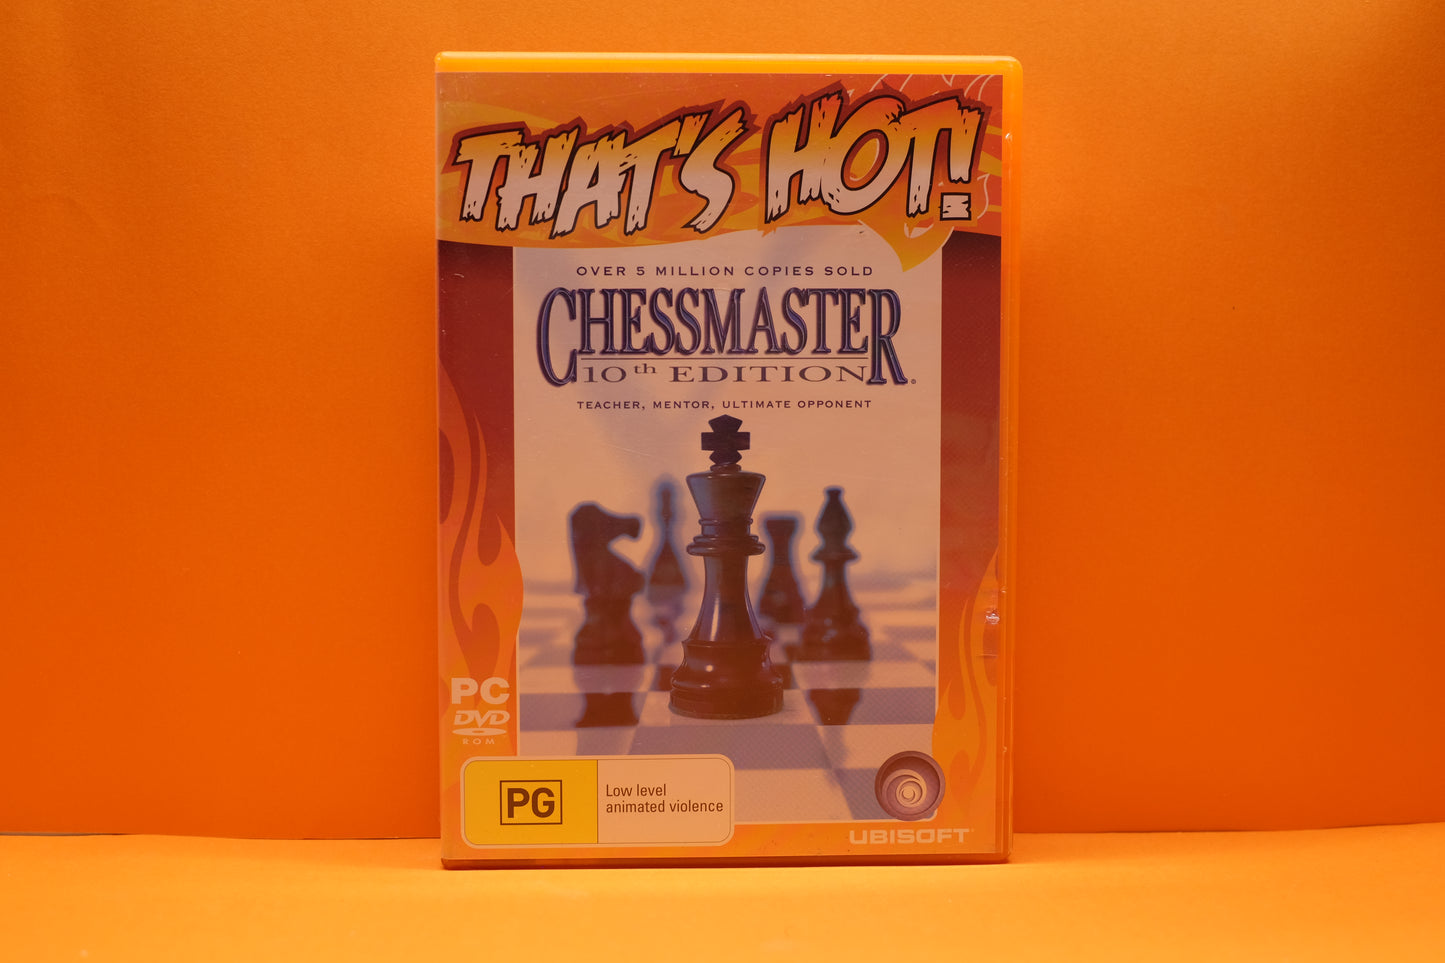 THAT'S HOT!
OVER 5 MILLION COPIES SOLD
CHESSMASTER
10th EDITION
TEACHER, MENTOR, ULTIMATE OPPONENT
PC
DVD
ROM
PG
Low level
animated violence
UBISOFT